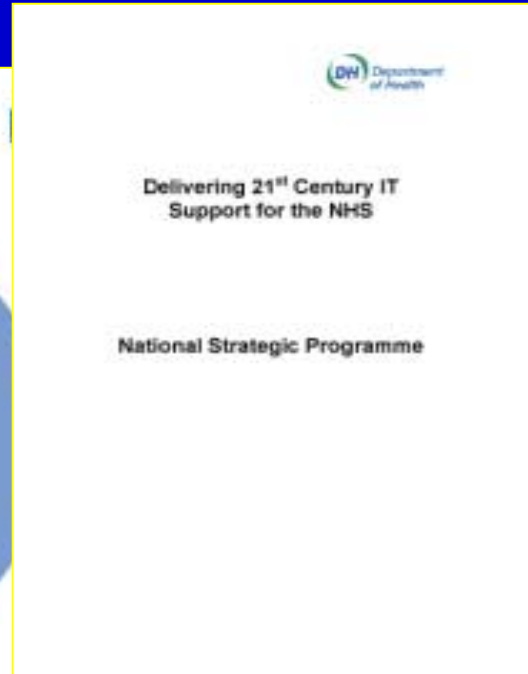 DH Department
of Health
Delivering 21st Century IT
Support for the NHS
National Strategic Programme